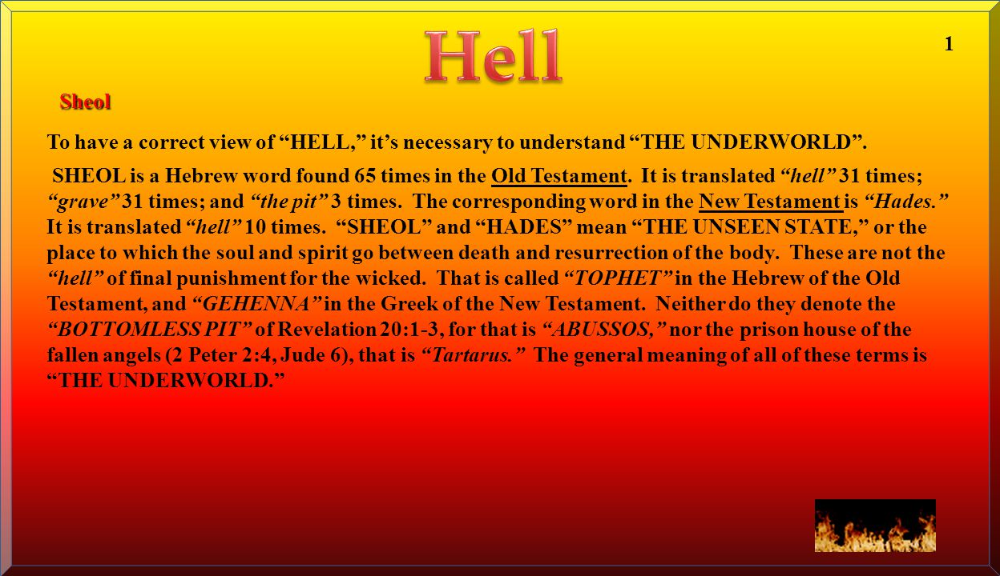 Hell
1
Sheol
To have a correct view of “HELL,” it’s necessary to understand “THE UNDERWORLD”.
SHEOL is a Hebrew word found 65 times in the Old Testament. It is translated “hell” 31 times;
“grave” 31 times; and “the pit” 3 times. The corresponding word in the New Testament is “Hades.”
It is translated “hell” 10 times. “SHEOL” and “HADES” mean “THE UNSEEN STATE,” or the
place to which the soul and spirit go between death and resurrection of the body. These are not the
“hell” of final punishment for the wicked. That is called “TOPHET” in the Hebrew of the Old
Testament, and “GEHENNA” in the Greek of the New Testament. Neither do they denote the
“BOTTOMLESS PIT” of Revelation 20:1-3, for that is “ABUSSOS,” nor the prison house of the
fallen angels (2 Peter 2:4, Jude 6), that is “Tartarus.” The general meaning of all of these terms is
“THE UNDERWORLD.”